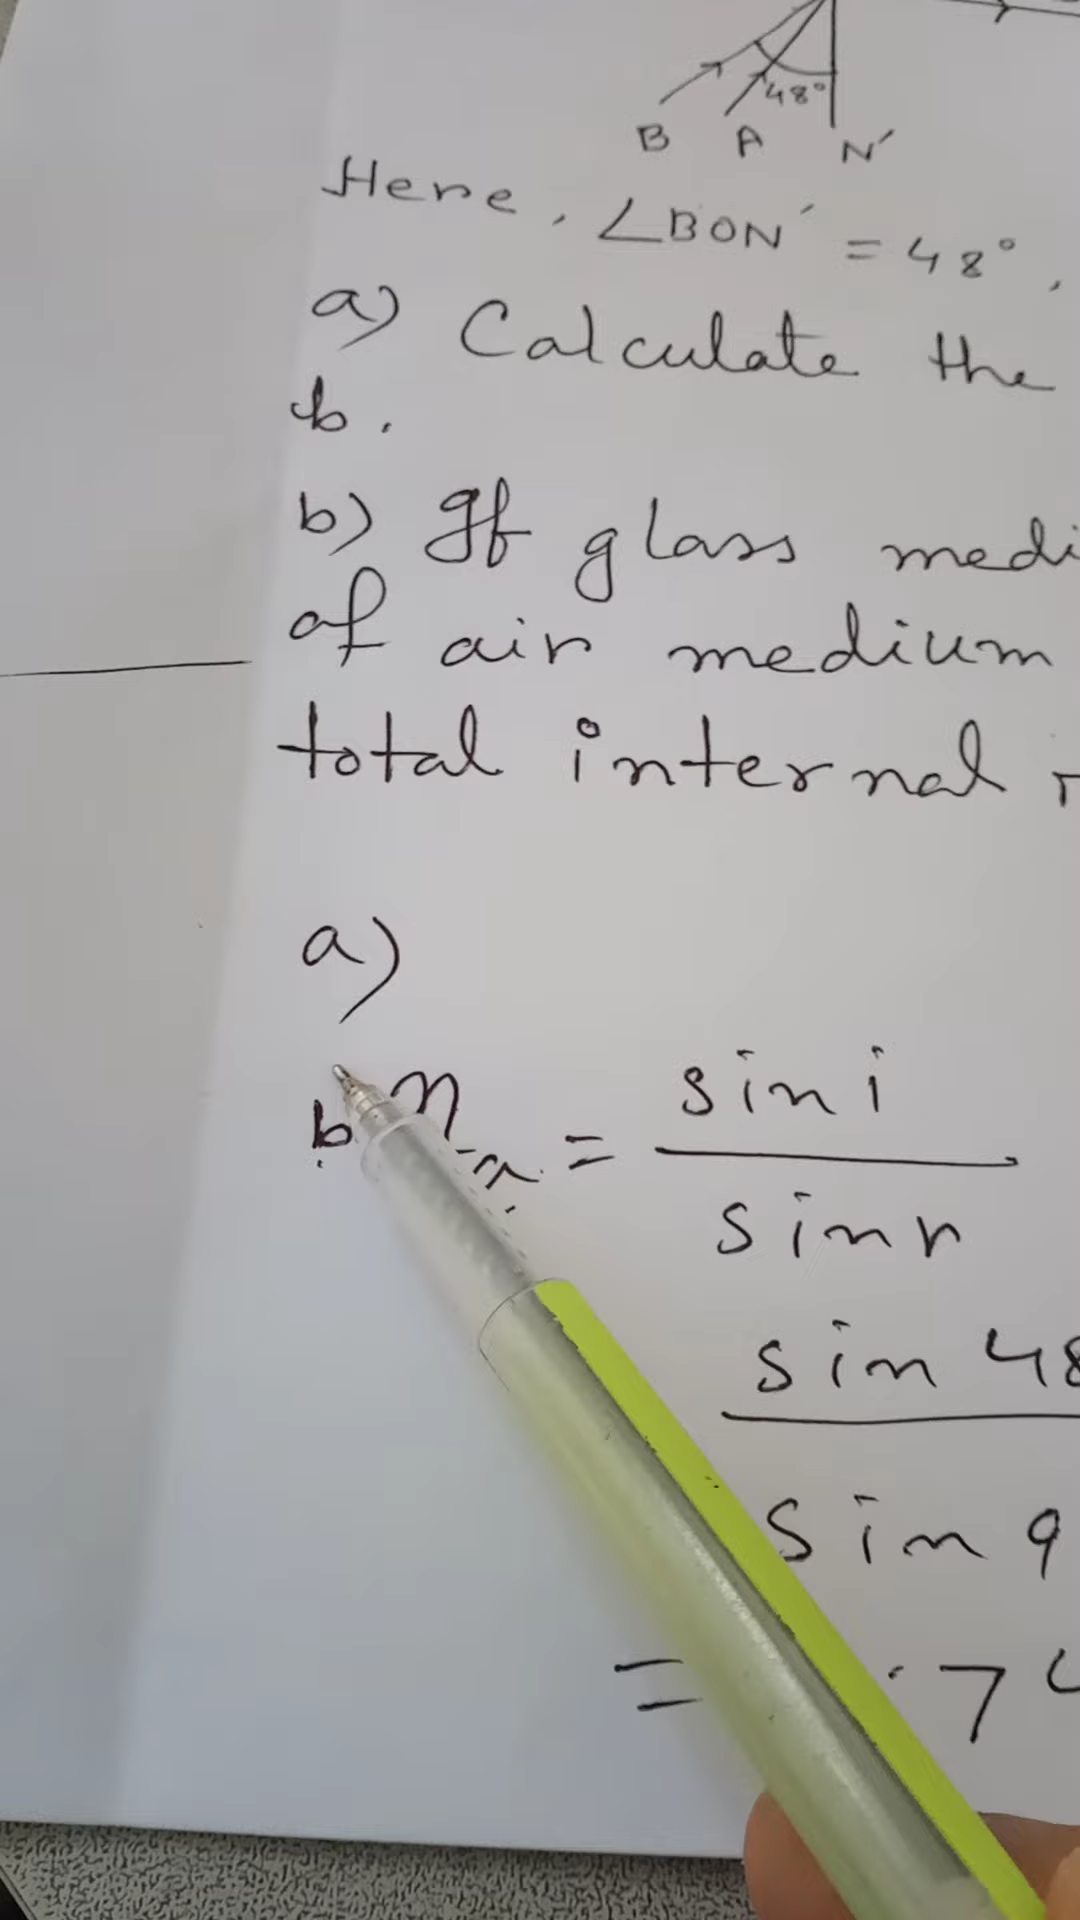 48°
B A N′
Here, ∠BON′ = 48°,
a) Calculate the
b.
b) If glass medi
of air medium
total internal
a)
b n = sin i
sin r
sin 48
sin 9
= .74